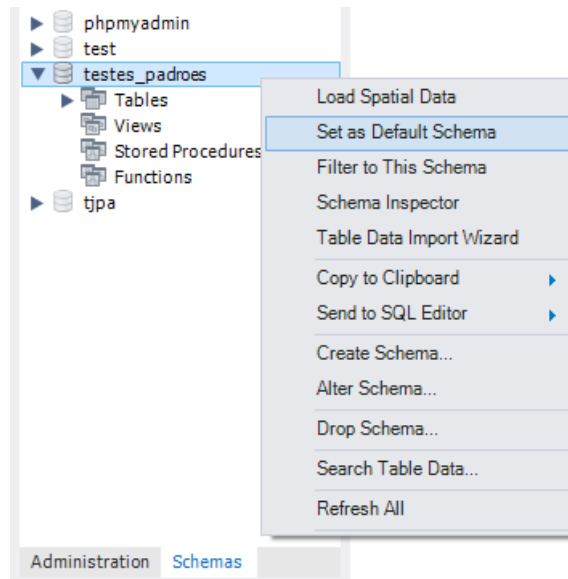 phpmyadmin
test
testes_padroes
Tables
Views
Stored Procedures
Functions
tjpa
Load Spatial Data
Set as Default Schema
Filter to This Schema
Schema Inspector
Table Data Import Wizard
Copy to Clipboard
Send to SQL Editor
Create Schema...
Alter Schema...
Drop Schema...
Search Table Data...
Refresh All
Administration Schemas